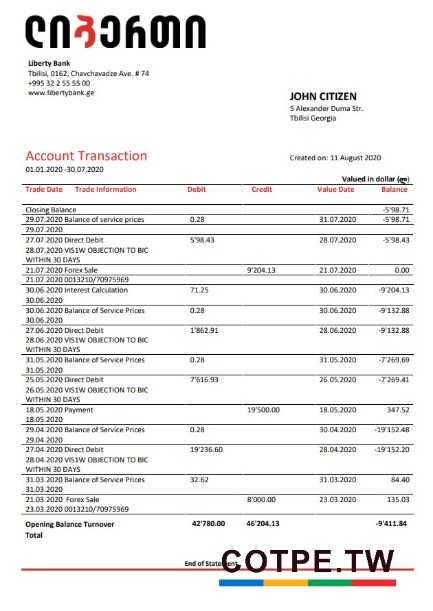 ლიბერთი
Liberty Bank
Tbilisi, 0162, Chavchavadze Ave. # 74
+995 32 2 55 55 00
www.libertybank.ge
JOHN CITIZEN
5 Alexander Duma Str.
Tbilisi Georgia
Account Transaction
Created on: 11 August 2020
01.01.2020 -30.07.2020
Valued in dollar
Trade Date Trade Information Debit Credit Value Date Balance
Closing Balance -5'98.71
29.07.2020 Balance of service prices 0.28 31.07.2020 -5'98.71
29.07.2020
27.07.2020 Direct Debit 5'98.43 28.07.2020 -5'98.43
28.07.2020 VIS1W OBJECTION TO BIC
WITHIN 30 DAYS
21.07.2020 Forex Sale 9'204.13 21.07.2020 0.00
21.07.2020 0013210/70975969
30.06.2020 Interest Calculation 71.25 30.06.2020 -9'204.13
30.06.2020
30.06.2020 Balance of Service Prices 0.28 30.06.2020 -9'132.88
30.06.2020
27.06.2020 Direct Debit 1'862.91 28.06.2020 -9'132.88
28.06.2020 VIS1W OBJECTION TO BIC
WITHIN 30 DAYS
31.05.2020 Balance of Service Prices 0.28 31.05.2020 -7'269.69
31.05.2020
25.05.2020 Direct Debit 7'616.93 26.05.2020 -7'269.41
26.05.2020 VIS1W OBJECTION TO BIC
WITHIN 30 DAYS
18.05.2020 Payment 19'500.00 18.05.2020 347.52
18.05.2020
29.04.2020 Balance of Service Prices 0.28 30.04.2020 -19'152.48
29.04.2020
27.04.2020 Direct Debit 19'236.60 28.04.2020 -19'152.20
28.04.2020 VIS1W OBJECTION TO BIC
WITHIN 30 DAYS
31.03.2020 Balance of Service Prices 32.62 31.03.2020 84.40
31.03.2020
21.03.2020 Forex Sale 8'000.00 23.03.2020 135.03
23.03.2020 0013210/70975969
Opening Balance Turnover 42'780.00 46'204.13 -9'411.84
Total
End of Statement
COTPE.TW